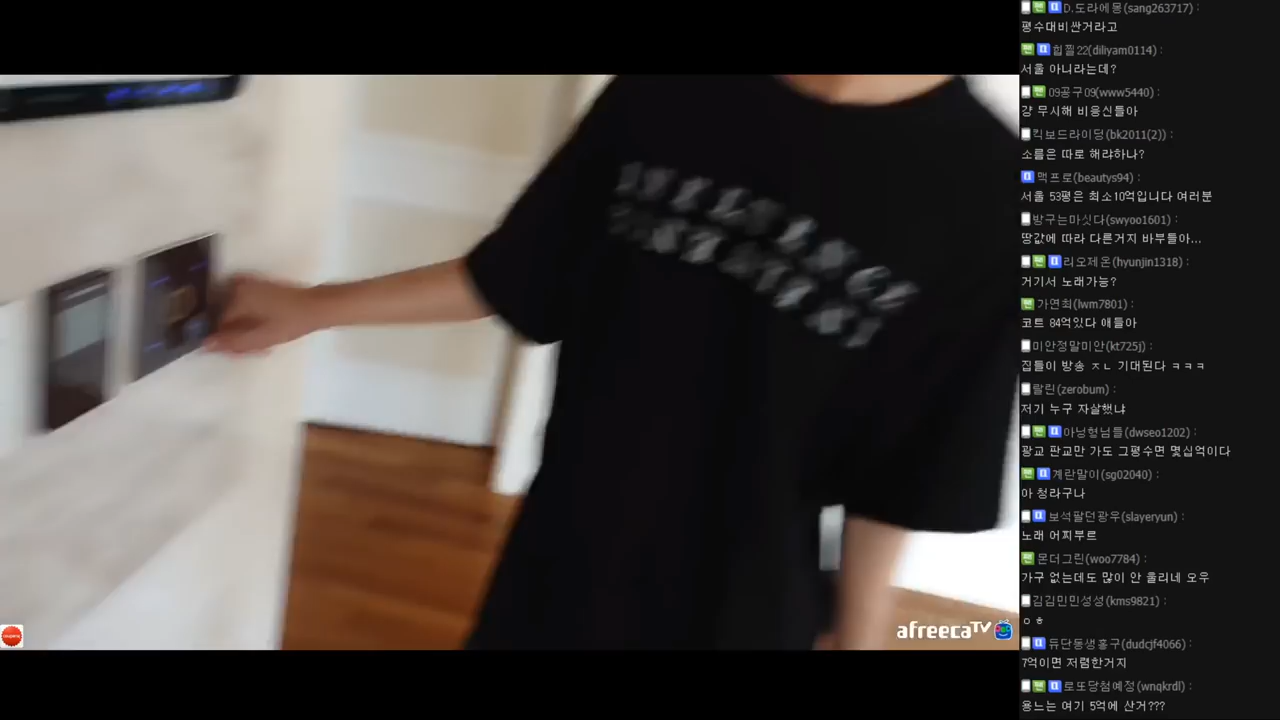 afreecaTV
D.도라에몽(sang263717) :
평수대비싼거라고
힙찔22(diliyam0114) :
서울 아니라는데?
09공구09(www5440) :
걍 무시해 비응신들아
킥보드라이딩(bk2011(2)) :
소름은 따로 해랴하나?
맥프로(beautys94) :
서울 53평은 최소10억입니다 여러분
방구는마싯다(swyoo1601) :
땅값에 따라 다른거지 바부들아...
리오제온(hyunjin1318) :
거기서 노래가능?
가연최(lwm7801) :
코트 84억있다 애들아
미안정말미안(kt725j) :
집들이 방송 ㅈㄴ 기대된다 ㅋㅋㅋ
랄린(zerobum) :
저기 누구 자살했냐
아닝형님들(dwseo1202) :
광교 판교만 가도 그평수면 몇십억이다
계란말이(sg02040) :
아 청라구나
보석팔던광우(slayeryun) :
노래 어찌부르
몬더그린(woo7784) :
가구 없는데도 많이 안 울리네 오우
김김민민성성(kms9821) :
ㅇㅎ
듀단동생홍구(dudcjf4066) :
7억이면 저렴한거지
로또당첨예정(wnqkrdl) :
용느는 여기 5억에 산거???